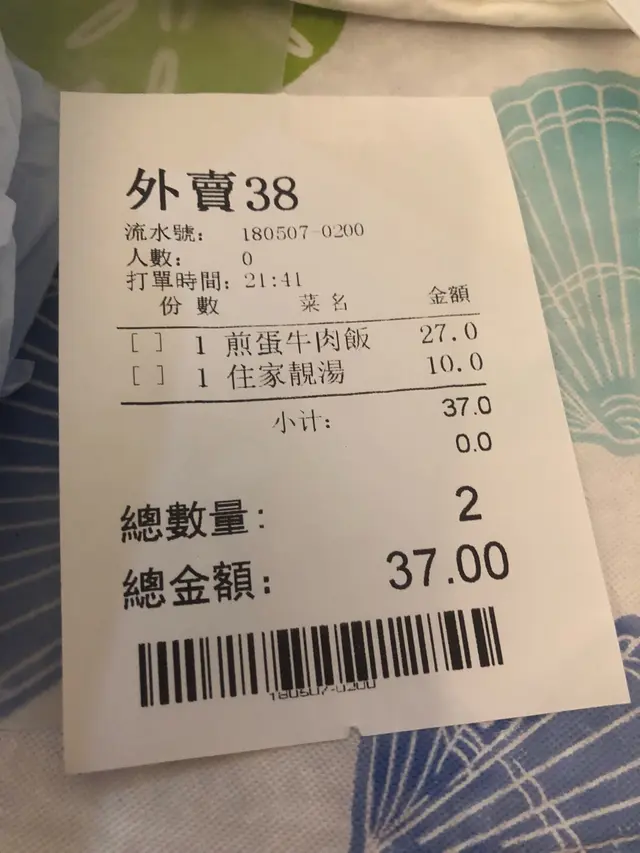 外賣38
流水號: 180507-0200
人數: 0
打單時間: 21:41
份數 菜名 金額
[ ] 1 煎蛋牛肉飯 27.0
[ ] 1 住家靚湯 10.0
小计: 37.0
0.0
總數量: 2
總金額: 37.00
180507-0200